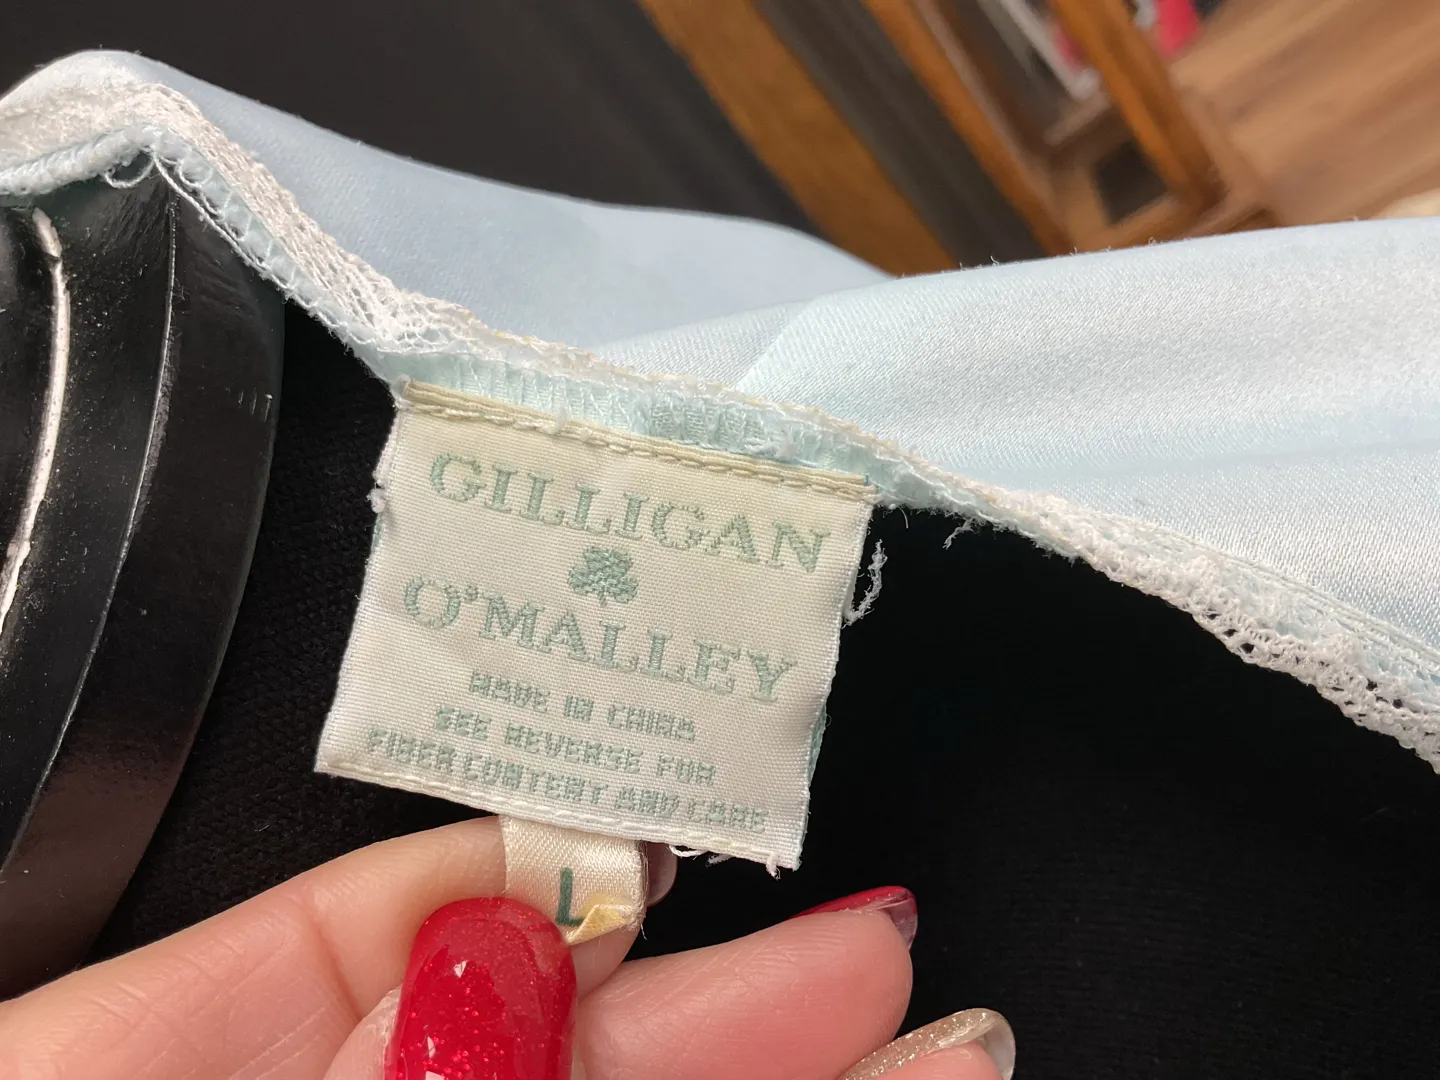 GILLIGAN
O'MALLEY
MADE IN CHINA
SEE REVERSE FOR
FIBER CONTENT AND CARE
L